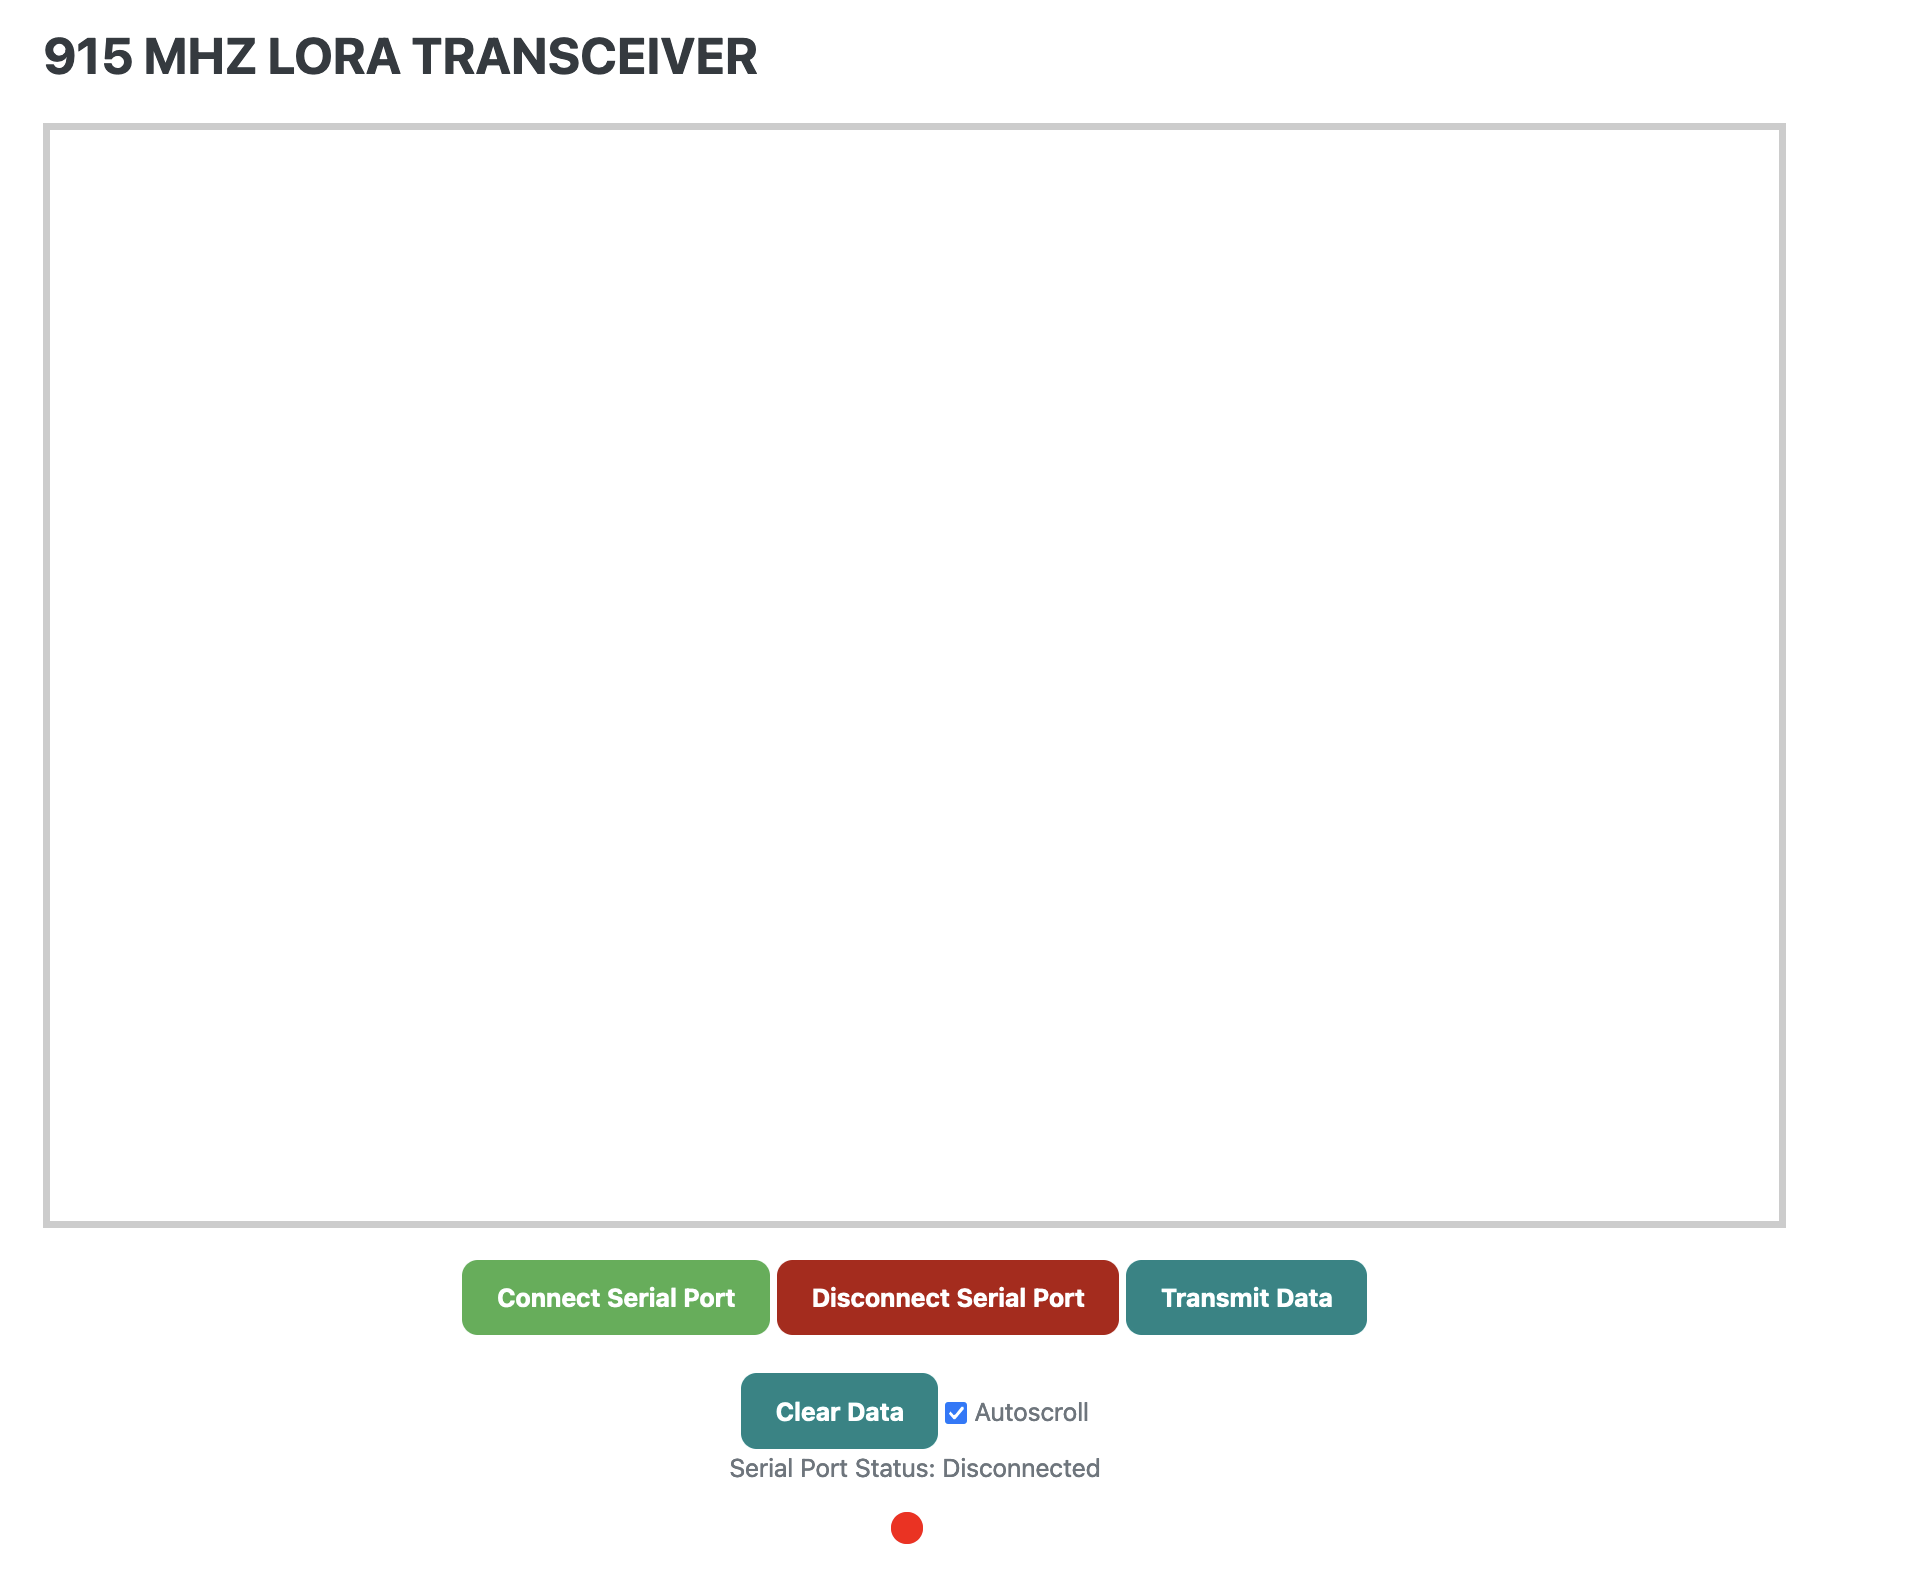 915 MHZ LORA TRANSCEIVER
Connect Serial Port
Disconnect Serial Port
Transmit Data
Clear Data
Autoscroll
Serial Port Status: Disconnected